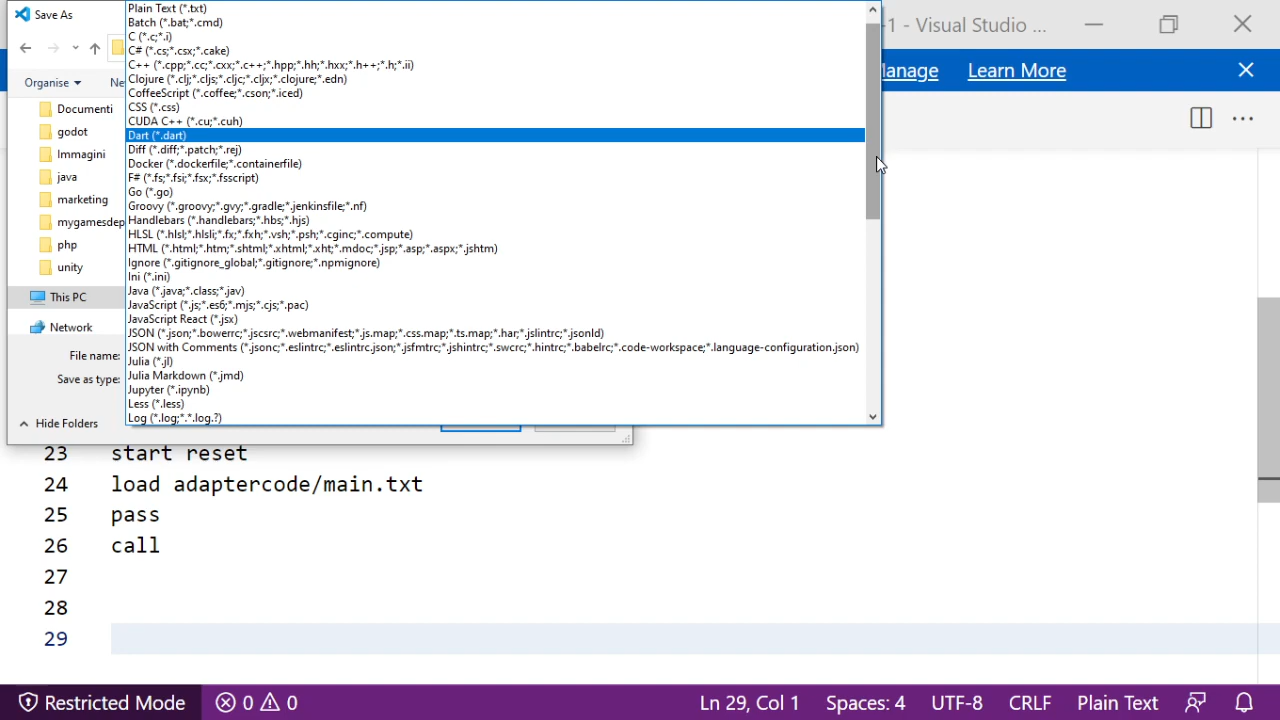 Save As
-1 - Visual Studio ...
Manage Learn More
Organise
Documenti
godot
Immagini
java
marketing
mygamesdep
php
unity
This PC
Network
File name:
Save as type:
Hide Folders
Plain Text (*.txt)
Batch (*.bat;*.cmd)
C (*.c;*.i)
C# (*.cs;*.csx;*.cake)
C++ (*.cpp;*.cc;*.cxx;*.c++;*.hpp;*.hh;*.hxx;*.h++;*.h;*.ii)
Clojure (*.clj;*.cljs;*.cljc;*.cljx;*.clojure;*.edn)
CoffeeScript (*.coffee;*.cson;*.iced)
CSS (*.css)
CUDA C++ (*.cu;*.cuh)
Dart (*.dart)
Diff (*.diff;*.patch;*.rej)
Docker (*.dockerfile;*.containerfile)
F# (*.fs;*.fsi;*.fsx;*.fsscript)
Go (*.go)
Groovy (*.groovy;*.gvy;*.gradle;*.jenkinsfile;*.nf)
Handlebars (*.handlebars;*.hbs;*.hjs)
HLSL (*.hlsl;*.hlsli;*.fx;*.fxh;*.vsh;*.psh;*.cginc;*.compute)
HTML (*.html;*.htm;*.shtml;*.xhtml;*.xht;*.mdoc;*.jsp;*.asp;*.aspx;*.jshtm)
Ignore (*.gitignore_global;*.gitignore;*.npmignore)
Ini (*.ini)
Java (*.java;*.class;*.jav)
JavaScript (*.js;*.es6;*.mjs;*.cjs;*.pac)
JavaScript React (*.jsx)
JSON (*.json;*.bowerrc;*.jscsrc;*.webmanifest;*.js.map;*.css.map;*.ts.map;*.har;*.jslintrc;*.jsonld)
JSON with Comments (*.jsonc;*.eslintrc;*.eslintrc.json;*.jsfmtrc;*.jshintrc;*.swcrc;*.hintrc;*.babelrc;*.code-workspace;*.language-configuration.json)
Julia (*.jl)
Julia Markdown (*.jmd)
Jupyter (*.ipynb)
Less (*.less)
Log (*.log;*.*.log.?)
23 start reset
24 load adaptercode/main.txt
25 pass
26 call
27
28
29
Restricted Mode 0 0 Ln 29, Col 1 Spaces: 4 UTF-8 CRLF Plain Text